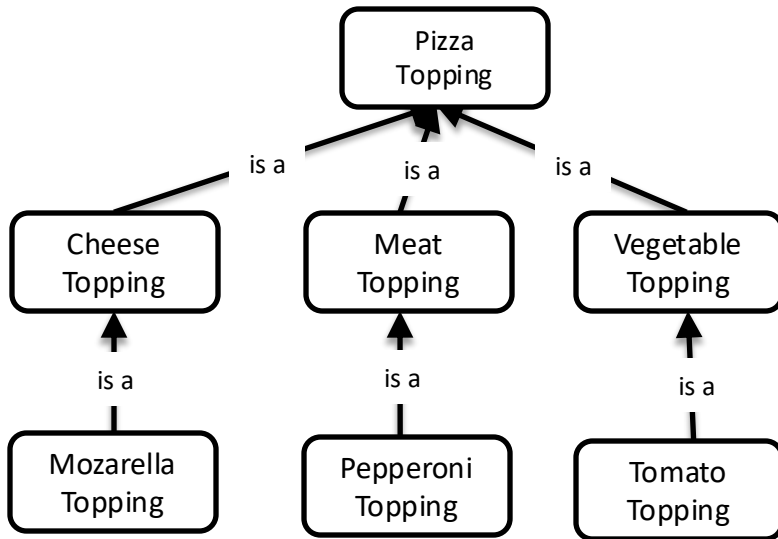 Pizza
Topping
is a
is a
is a
Cheese
Topping
Meat
Topping
Vegetable
Topping
is a
is a
is a
Mozarella
Topping
Pepperoni
Topping
Tomato
Topping